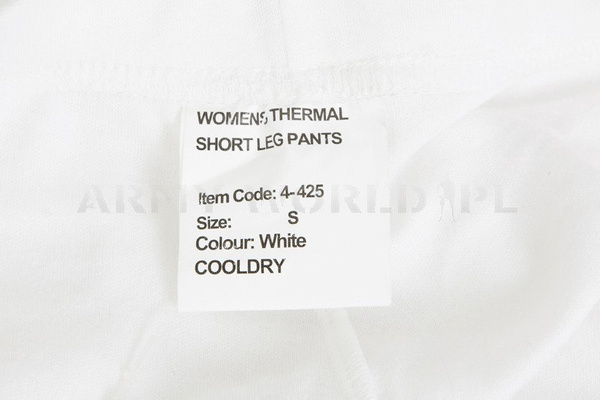 WOMENS THERMAL
SHORT LEG PANTS
Item Code: 4-425
Size: S
Colour: White
COOLDRY
ARMYWORLD.PL